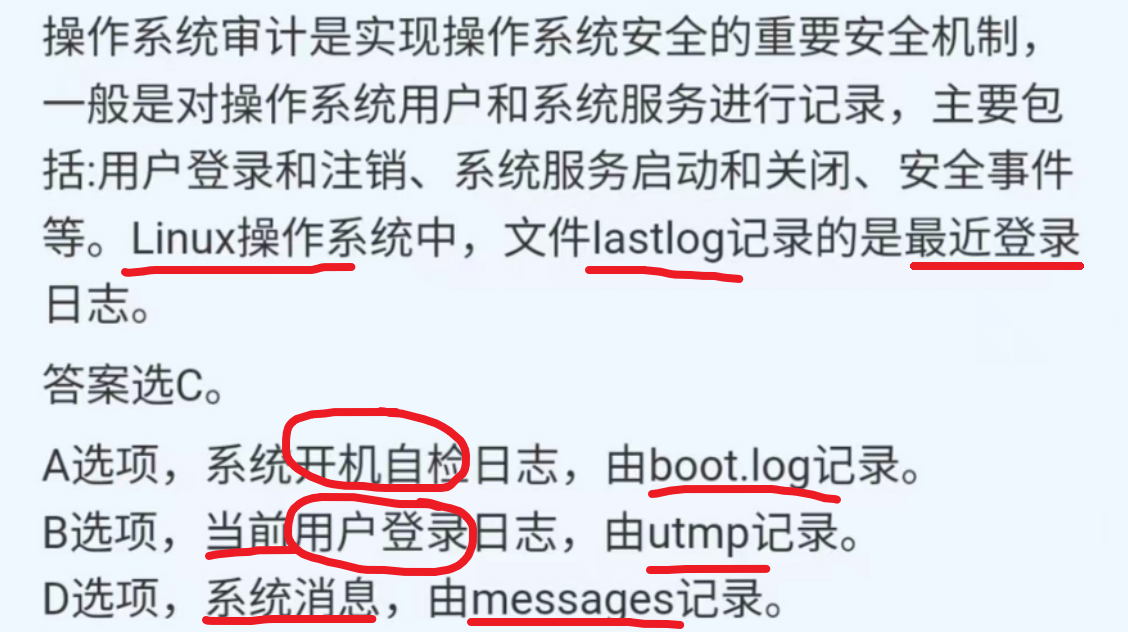 操作系统审计是实现操作系统安全的重要安全机制，
一般是对操作系统用户和系统服务进行记录，主要包
括:用户登录和注销、系统服务启动和关闭、安全事件
等。Linux操作系统中，文件lastlog记录的是最近登录
日志。
答案选C。
A选项，系统开机自检日志，由boot.log记录。
B选项，当前用户登录日志，由utmp记录。
D选项，系统消息，由messages记录。